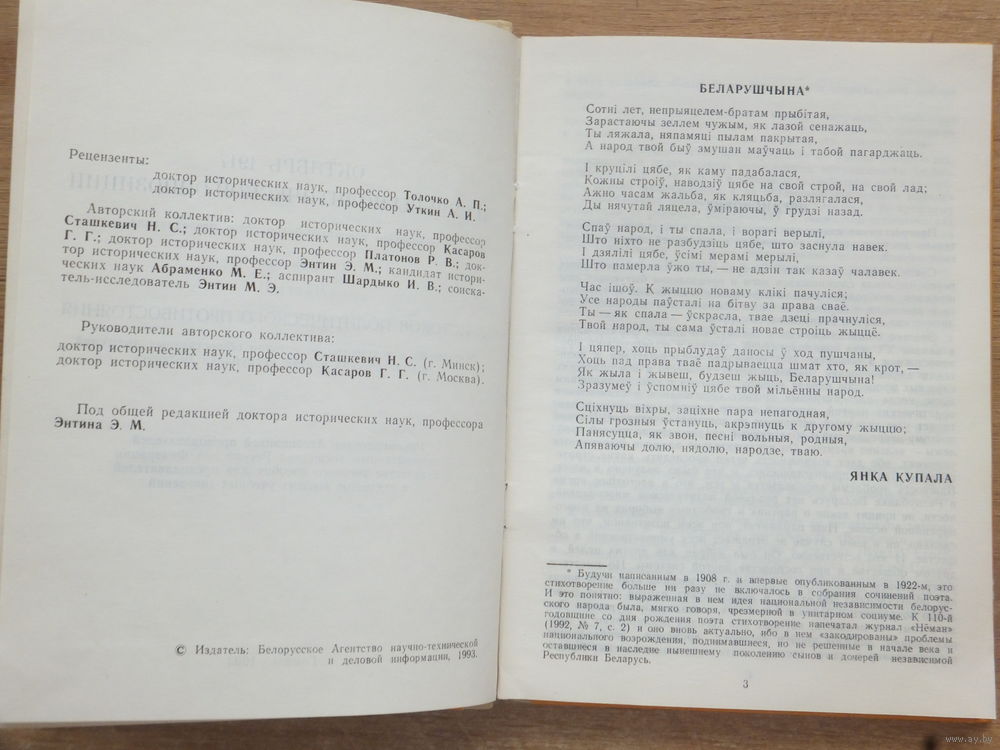 Рецензенты:
доктор исторических наук, профессор Толочко А. П.;
доктор исторических наук, профессор Уткин А. И.
Авторский коллектив: доктор исторических наук, профессор
Сташкевич Н. С.; доктор исторических наук, профессор Касаров
Г. Г.; доктор исторических наук, профессор Платонов Р. В.; док-
тор исторических наук, профессор Энтин Э. М.; кандидат истори-
ческих наук Абраменко М. Е.; аспирант Шардыко И. В.; соиска-
тель-исследователь Энтин М. Э.
Руководители авторского коллектива:
доктор исторических наук, профессор Сташкевич Н. С. (г. Минск);
доктор исторических наук, профессор Касаров Г. Г. (г. Москва).
Под общей редакцией доктора исторических наук, профессора
Энтина Э. М.
© Издатель: Белорусское Агентство научно-технической
и деловой информации, 1993.
БЕЛАРУШЧЫНА*
Сотні лет, непрыяцелем-братам прыбітая,
Зарастаючы зеллем чужым, як лазой сенажаць,
Ты ляжала, няпамяці пылам пакрытая,
А народ твой быў змушан маўчаць і табой пагарджаць.
І круцілі цябе, як каму падабалася,
Кожны строіў, наводзіў цябе на свой строй, на свой лад;
Ажно часам жальба, як кляцьба, разлягалася,
Ды нячутай ляцела, ўміраючы, ў грудзі назад.
Спаў народ, і ты спала, і ворагі верылі,
Што ніхто не разбудзіць цябе, што заснула навек.
І дзялілі цябе, ўсімі мерамі мерылі,
Што памерла ўжо ты, — не адзін так казаў чалавек.
Час ішоў. К жыццю новаму клікі пачуліся;
Усе народы паўсталі на бітву за права сваё.
Ты — як спала — ўскрасла, твае дзеці прачнуліся,
Твой народ, ты сама ўсталі новае строіць жыццё.
І цяпер, хоць прыблудаў даносы ў ход пушчаны,
Хоць пад права тваё падрываецца шмат хто, як крот, —
Як жыла і жывеш, будзеш жыць, Беларушчына!
Зразумеў і ўспомніў цябе твой мільённы народ.
Сціхнуць віхры, заціхне пара непагодная,
Сілы грозныя ўстануць, акрэпнуць к другому жыццю;
Панясуцца, як звон, песні вольныя, родныя,
Апяваючы долю, нядолю, народзе, тваю.
ЯНКА КУПАЛА
* Будучи написанным в 1908 г. и впервые опубликованным в 1922-м, это
стихотворение больше ни разу не включалось в собрания сочинений поэта.
И это понятно: выраженная в нем идея национальной независимости белорус-
ского народа была, мягко говоря, чрезмерной в унитарном социуме. К 110-й
годовщине со дня рождения поэта стихотворение напечатал журнал «Нёман»
(1992, № 7, с. 2) и оно вновь актуально, ибо в нем «закодированы» проблемы
национального возрождения, поднимавшиеся, но не решенные в начале века и
оставшиеся в наследие нынешнему поколению сынов и дочерей независимой
Республики Беларусь.
3
www.ay.by